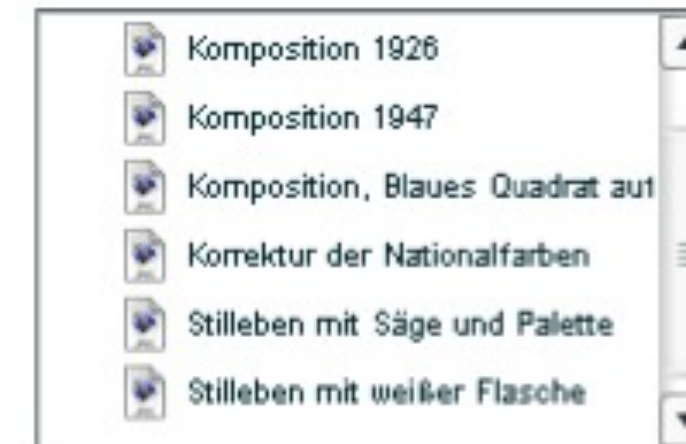 Komposition 1926
Komposition 1947
Komposition, Blaues Quadrat auf
Korrektur der Nationalfarben
Stilleben mit Säge und Palette
Stilleben mit weißer Flasche